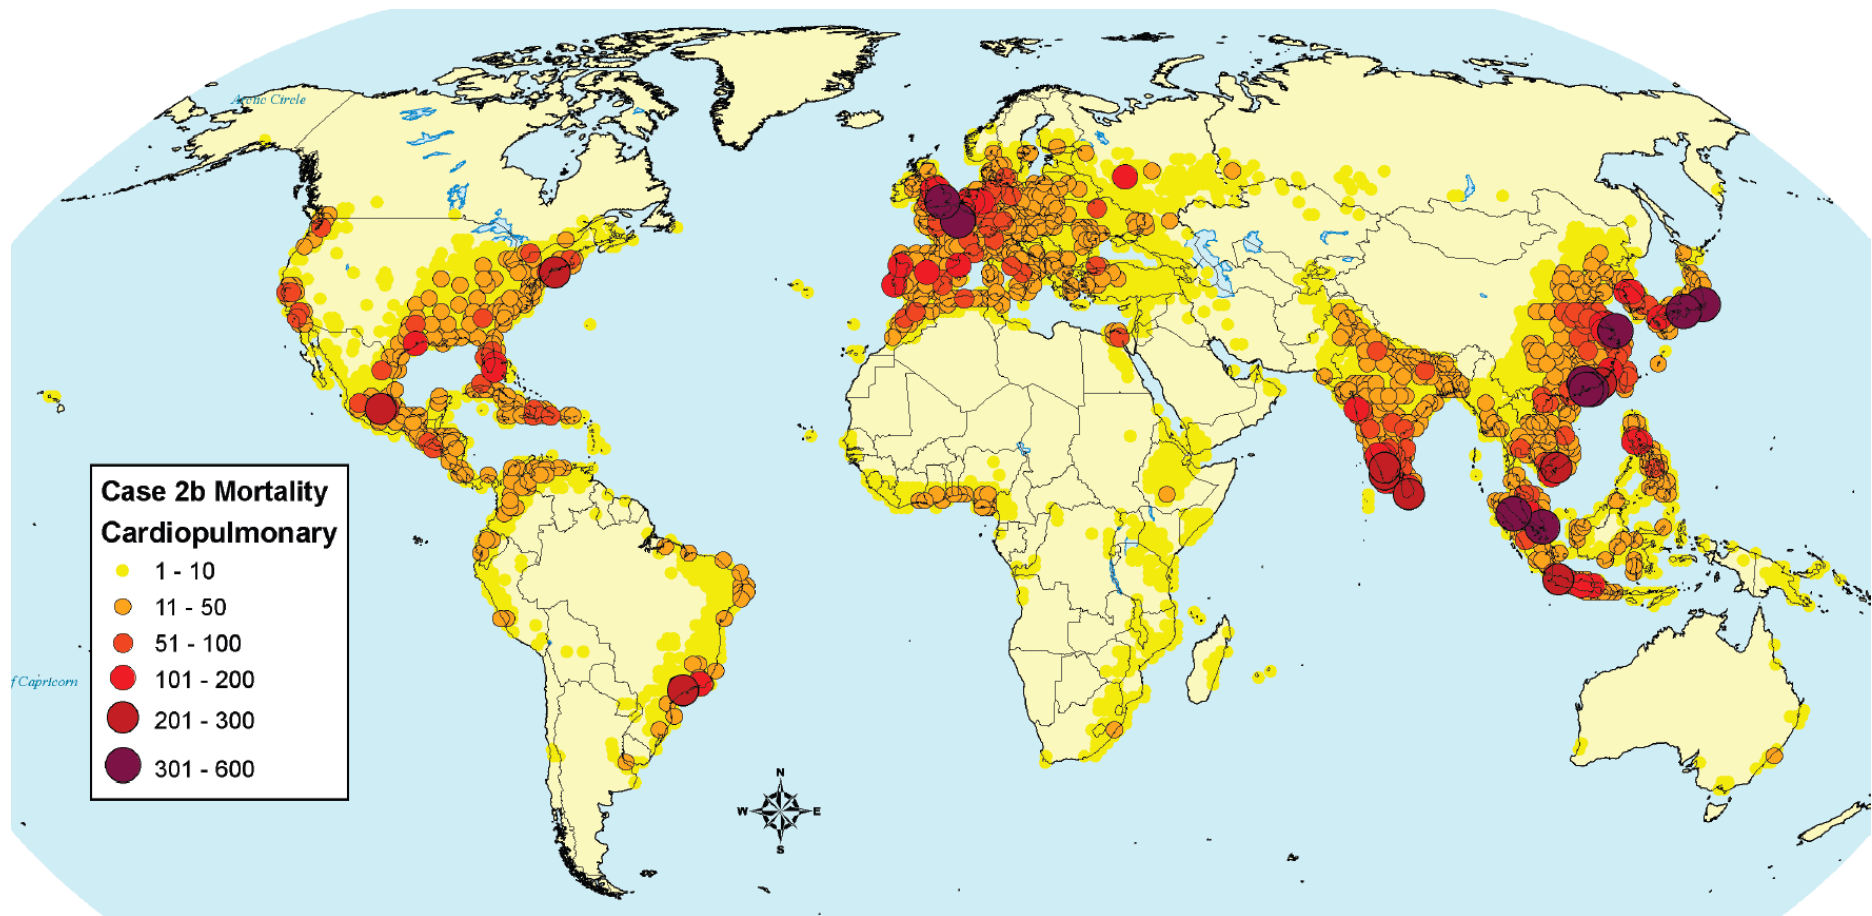 Arctic Circle
Case 2b Mortality
Cardiopulmonary
1 - 10
11 - 50
51 - 100
101 - 200
201 - 300
301 - 600
f Capricorn
N
W
E
S